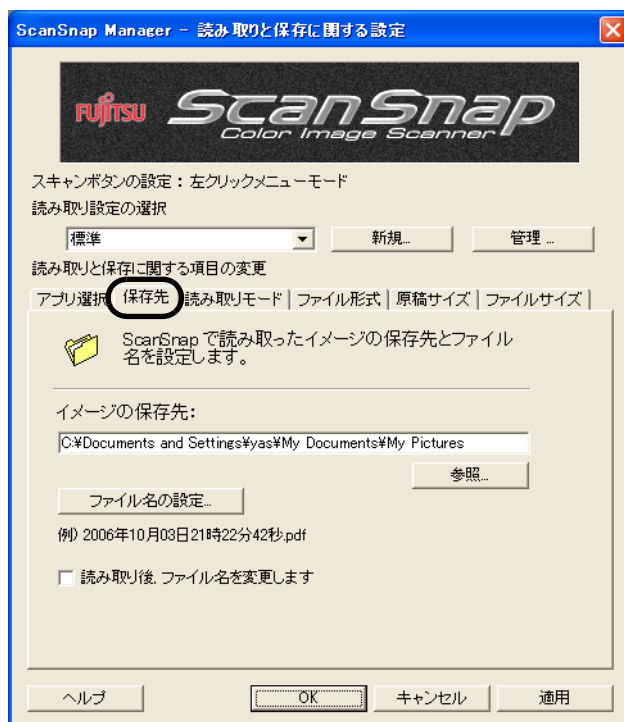 ScanSnap Manager - 読み取りと保存に関する設定
FUJITSU ScanSnap
Color Image Scanner
スキャンボタンの設定：左クリックメニューモード
読み取り設定の選択
標準 新規... 管理 ...
読み取りと保存に関する項目の変更
アプリ選択 保存先 読み取りモード ファイル形式 原稿サイズ ファイルサイズ
ScanSnap で読み取ったイメージの保存先とファイル
名を設定します。
イメージの保存先：
C:¥Documents and Settings¥yas¥My Documents¥My Pictures
参照...
ファイル名の設定...
例） 2006年10月03日21時22分42秒.pdf
読み取り後、ファイル名を変更します
ヘルプ OK キャンセル 適用